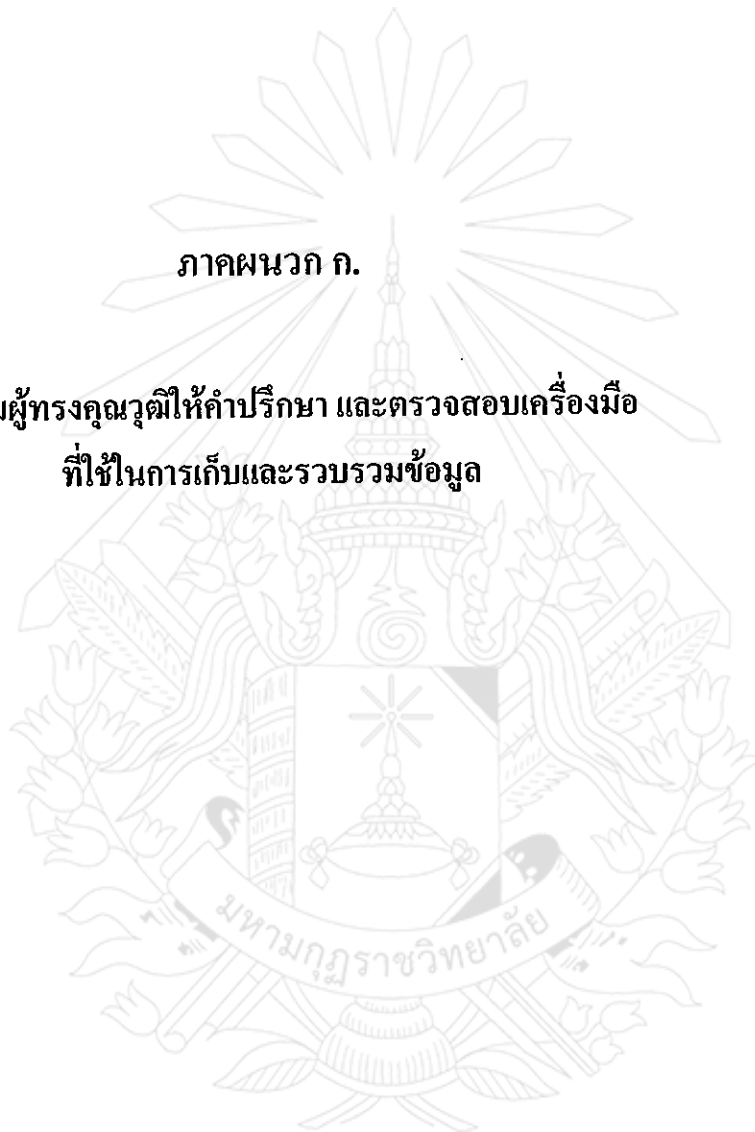 ภาคผนวก ก.
ผู้ทรงคุณวุฒิให้คำปรึกษา และตรวจสอบเครื่องมือ
ที่ใช้ในการเก็บและรวบรวมข้อมูล
มหามกุฏราชวิทยาลัย